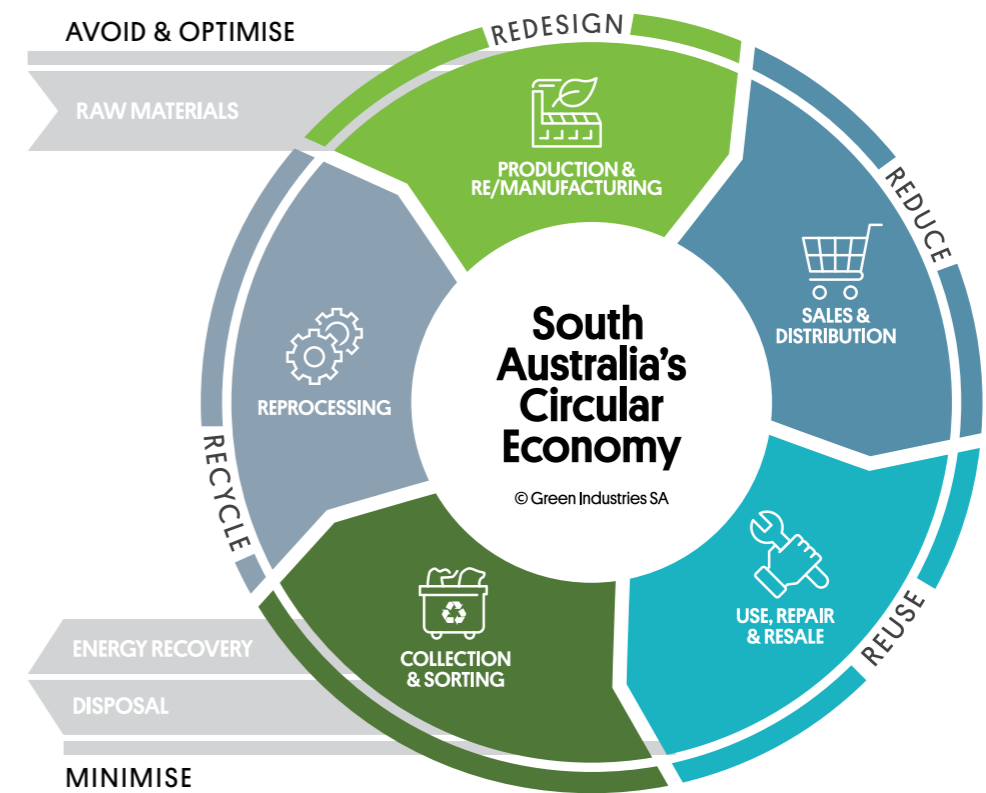 AVOID & OPTIMISE
RAW MATERIALS
REDESIGN
PRODUCTION &
RE/MANUFACTURING
REDUCE
SALES &
DISTRIBUTION
South
Australia's
Circular
Economy
© Green Industries SA
REPROCESSING
RECYCLE
USE, REPAIR
& RESALE
REUSE
COLLECTION
& SORTING
ENERGY RECOVERY
DISPOSAL
MINIMISE